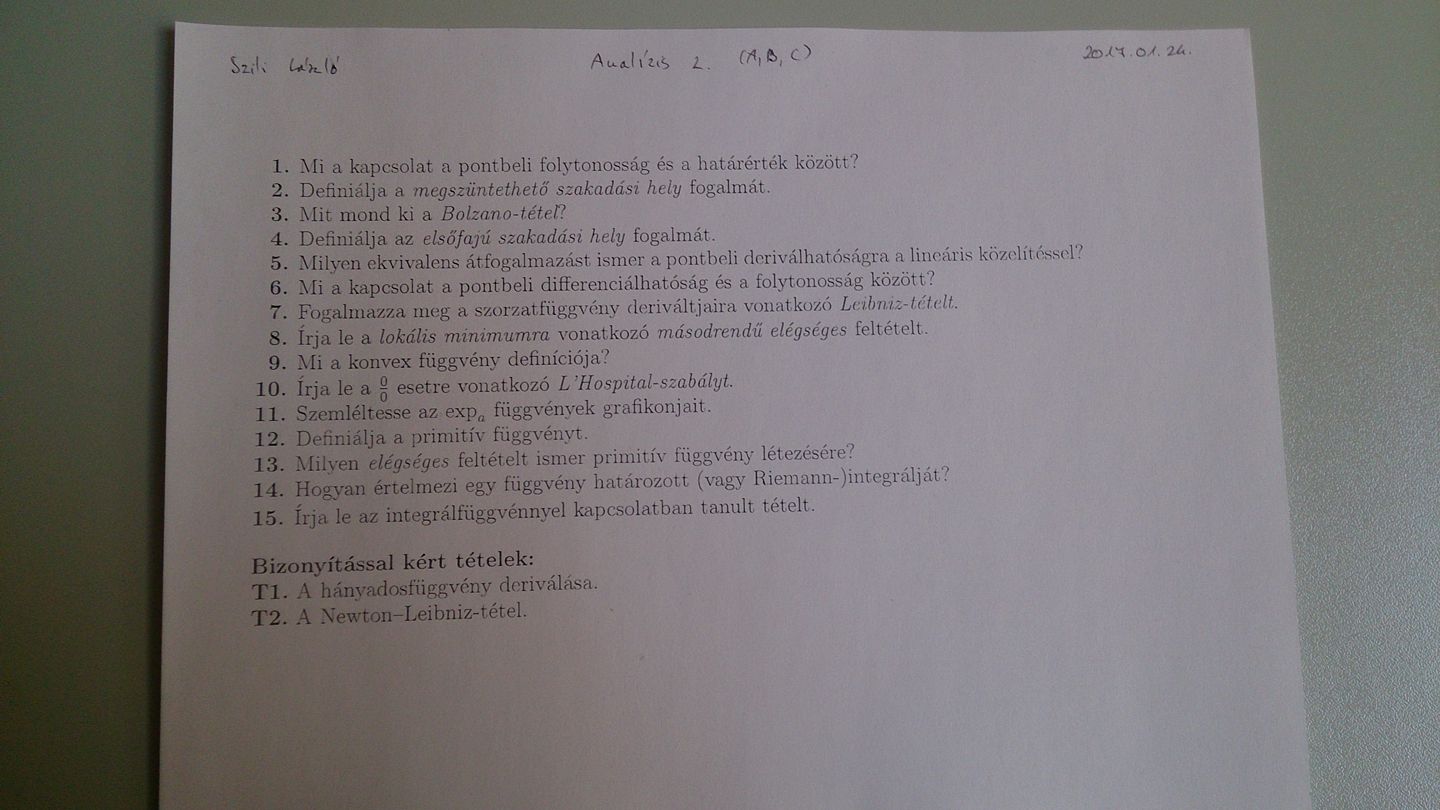 Szili László Analízis 2. (A, B, C) 2017.01.24.
1. Mi a kapcsolat a pontbeli folytonosság és a határérték között?
2. Definiálja a megszüntethető szakadási hely fogalmát.
3. Mit mond ki a Bolzano-tétel?
4. Definiálja az elsőfajú szakadási hely fogalmát.
5. Milyen ekvivalens átfogalmazást ismer a pontbeli deriválhatóságra a lineáris közelítéssel?
6. Mi a kapcsolat a pontbeli differenciálhatóság és a folytonosság között?
7. Fogalmazza meg a szorzatfüggvény deriváltjaira vonatkozó Leibniz-tételt.
8. Írja le a lokális minimumra vonatkozó másodrendű elégséges feltételt.
9. Mi a konvex függvény definíciója?
10. Írja le a 0/0 esetre vonatkozó L'Hospital-szabályt.
11. Szemléltesse az expₐ függvények grafikonjait.
12. Definiálja a primitív függvényt.
13. Milyen elégséges feltételt ismer primitív függvény létezésére?
14. Hogyan értelmezi egy függvény határozott (vagy Riemann-)integrálját?
15. Írja le az integrálfüggvénnyel kapcsolatban tanult tételt.
Bizonyítással kért tételek:
T1. A hányadosfüggvény deriválása.
T2. A Newton–Leibniz-tétel.